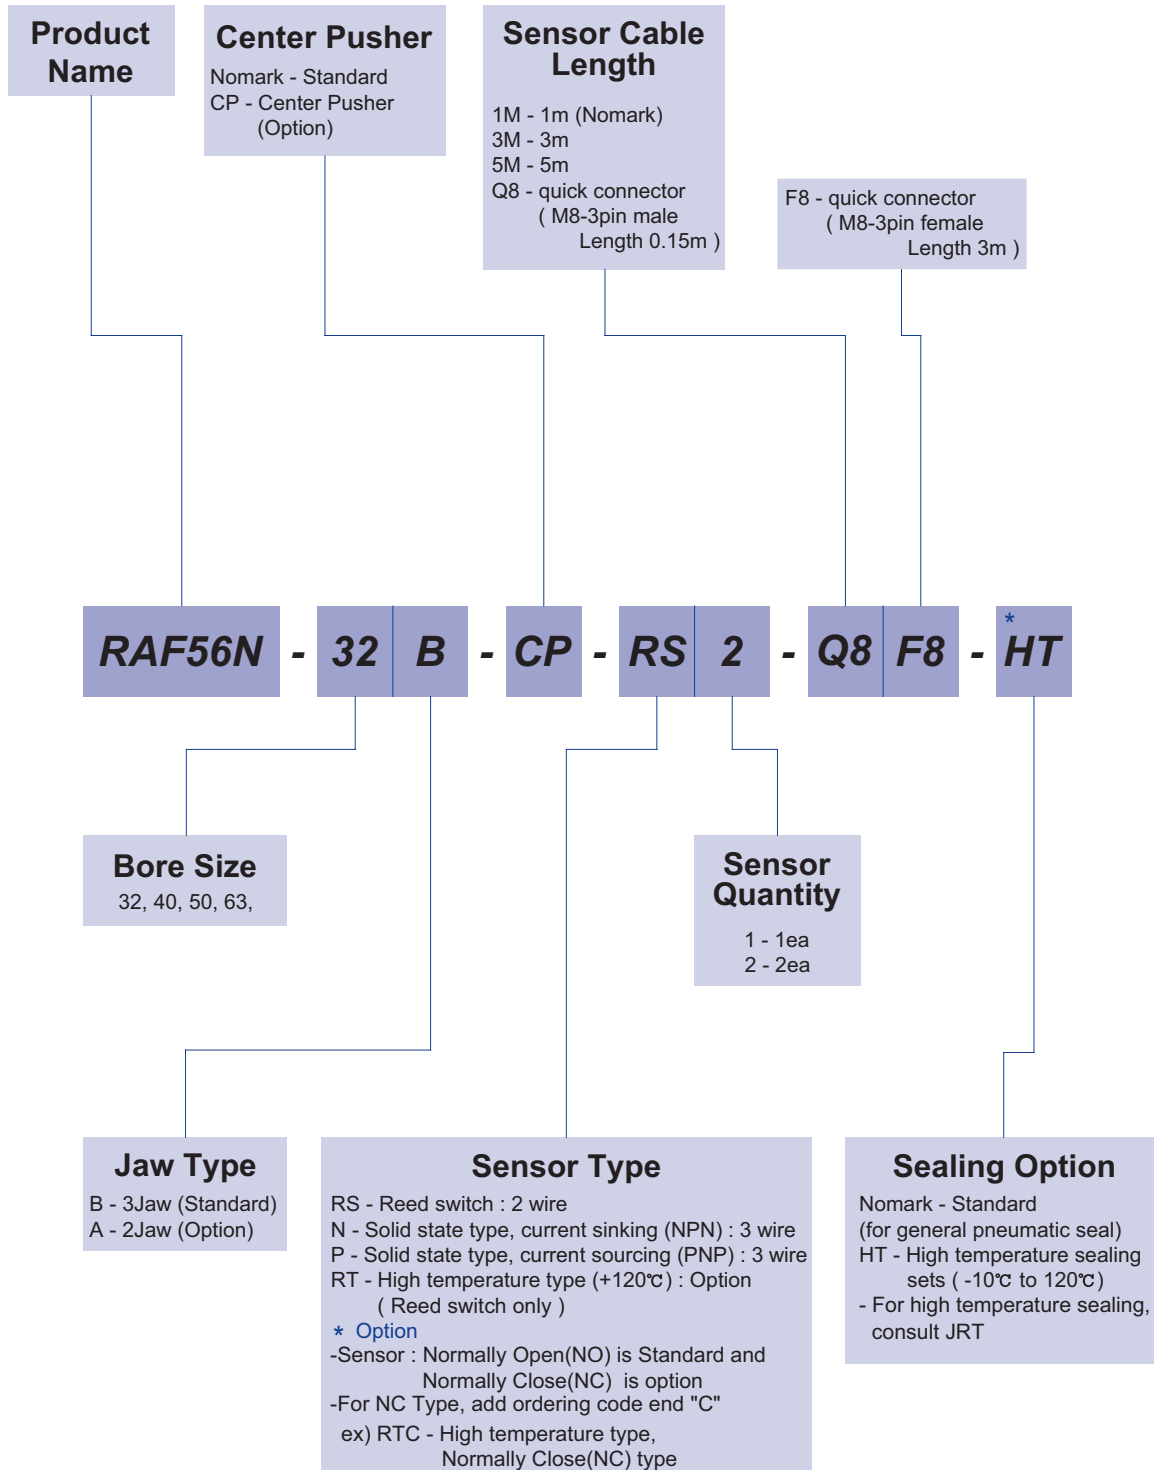 Product
Name
Center Pusher
Nomark - Standard
CP - Center Pusher
(Option)
Sensor Cable
Length
1M - 1m (Nomark)
3M - 3m
5M - 5m
Q8 - quick connector
( M8-3pin male
Length 0.15m )
F8 - quick connector
( M8-3pin female
Length 3m )
RAF56N - 32 B - CP - RS 2 - Q8 F8 - *HT
Bore Size
32, 40, 50, 63,
Sensor
Quantity
1 - 1ea
2 - 2ea
Jaw Type
B - 3Jaw (Standard)
A - 2Jaw (Option)
Sensor Type
RS - Reed switch : 2 wire
N - Solid state type, current sinking (NPN) : 3 wire
P - Solid state type, current sourcing (PNP) : 3 wire
RT - High temperature type (+120℃) : Option
( Reed switch only )
* Option
-Sensor : Normally Open(NO) is Standard and
Normally Close(NC) is option
-For NC Type, add ordering code end "C"
ex) RTC - High temperature type,
Normally Close(NC) type
Sealing Option
Nomark - Standard
(for general pneumatic seal)
HT - High temperature sealing
sets ( -10℃ to 120℃)
- For high temperature sealing,
consult JRT